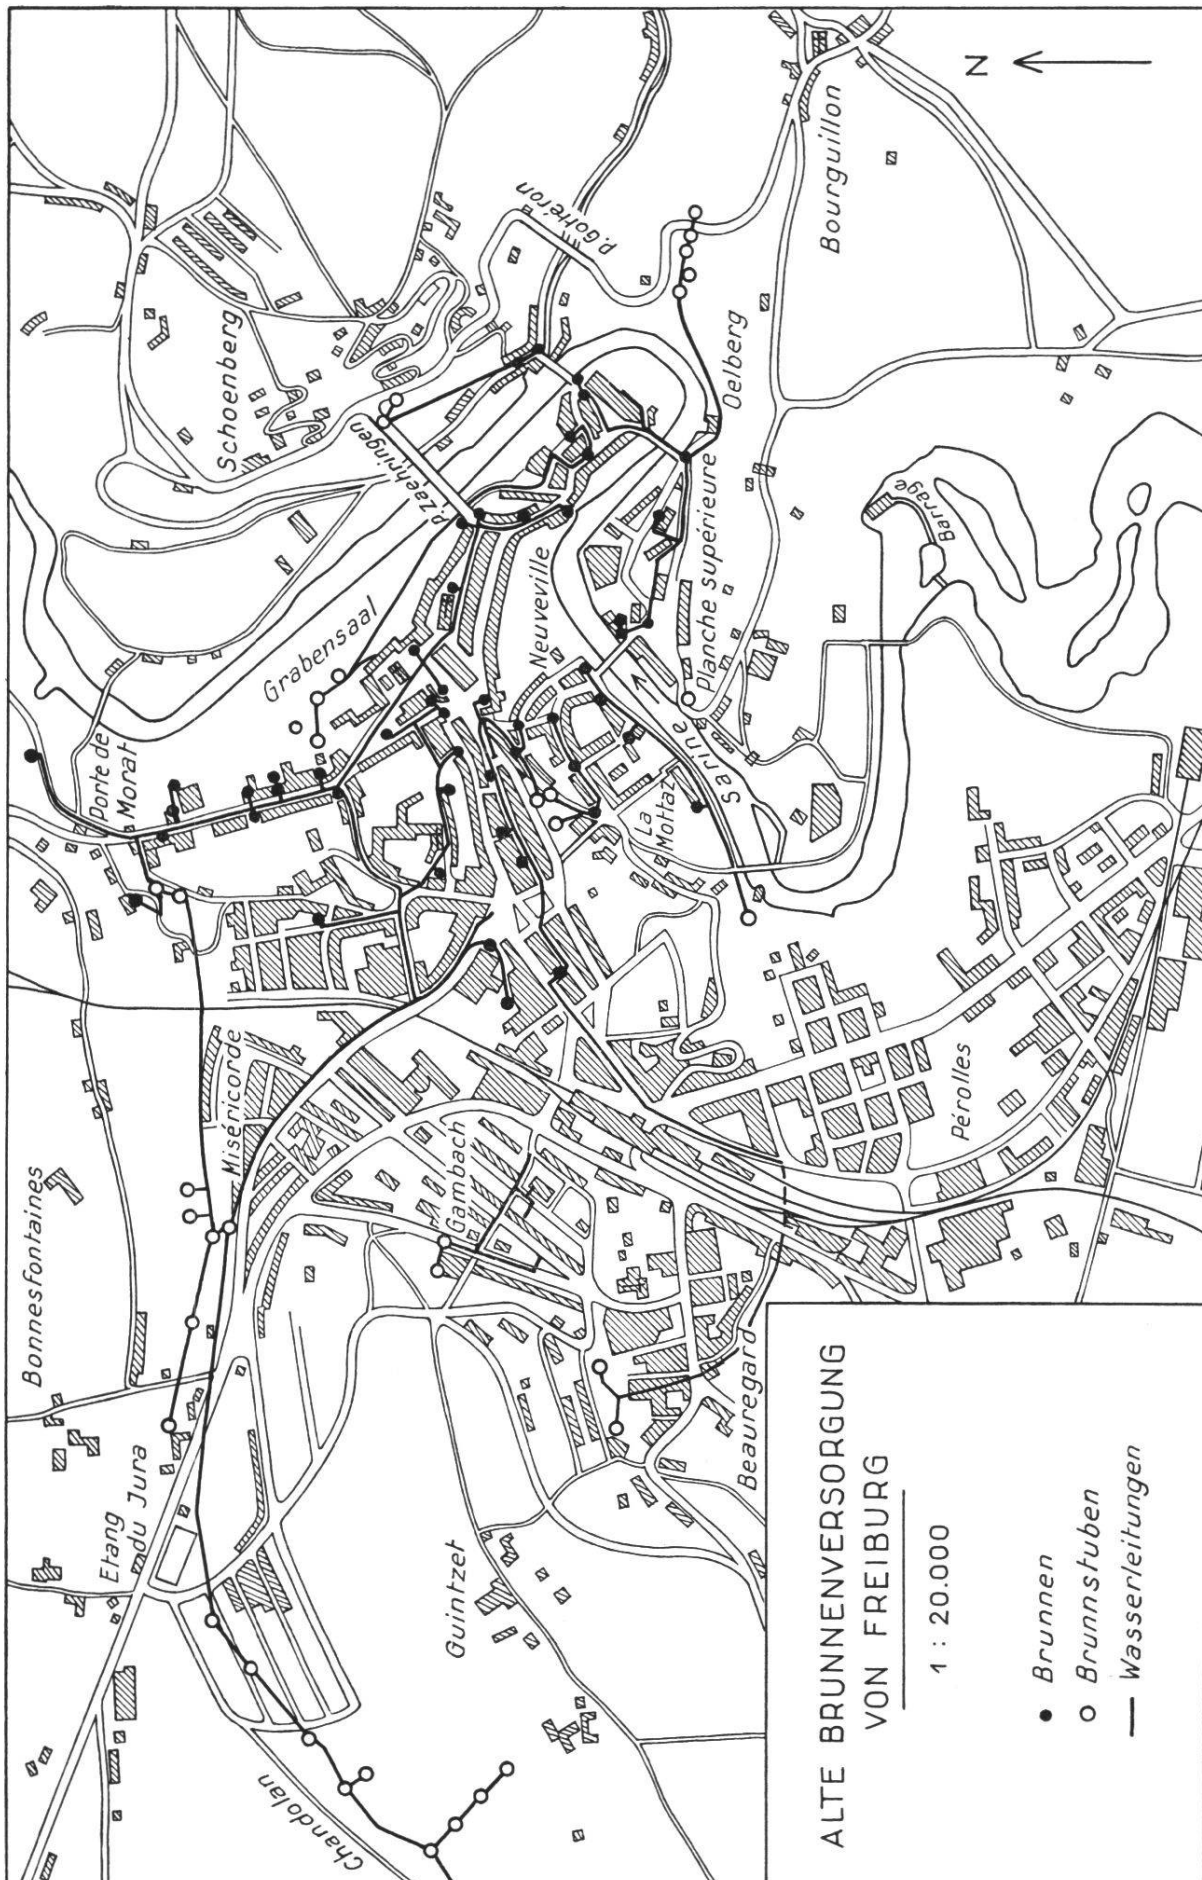 Bonnesfontaines
Porte de
Morat
Schoenberg
Etang
du Jura
Miséricorde
Grabensaal
P. Zaehringen
P. Gottéron
N
Chandolan
Guintzet
Gambach
Neuveville
La
Mottaz
Sarine
Planche supérieure
Oelberg
Bourguillon
Beauregard
Pérolles
Barrage
ALTE BRUNNENVERSORGUNG
VON FREIBURG
1 : 20.000
Brunnen
Brunnstuben
Wasserleitungen